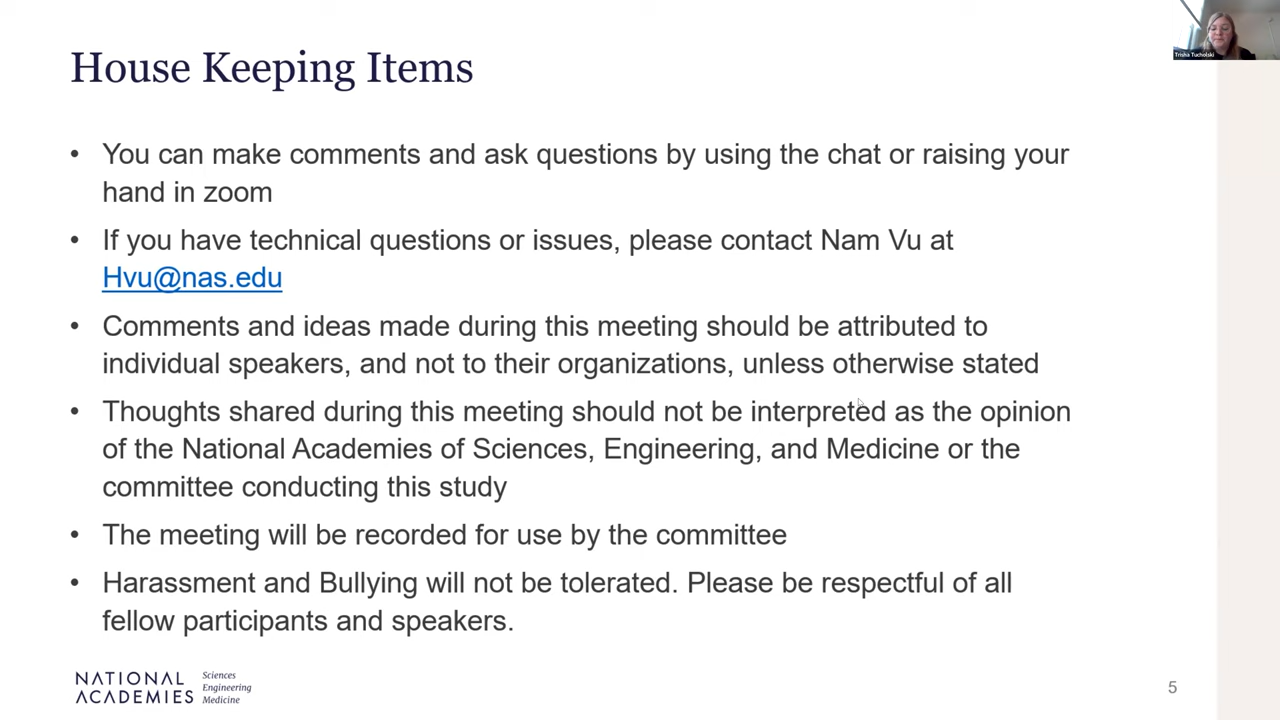 House Keeping Items
Trisha Tucholski
• You can make comments and ask questions by using the chat or raising your
hand in zoom
• If you have technical questions or issues, please contact Nam Vu at
Hvu@nas.edu
• Comments and ideas made during this meeting should be attributed to
individual speakers, and not to their organizations, unless otherwise stated
• Thoughts shared during this meeting should not be interpreted as the opinion
of the National Academies of Sciences, Engineering, and Medicine or the
committee conducting this study
• The meeting will be recorded for use by the committee
• Harassment and Bullying will not be tolerated. Please be respectful of all
fellow participants and speakers.
NATIONAL
ACADEMIES
Sciences
Engineering
Medicine
5